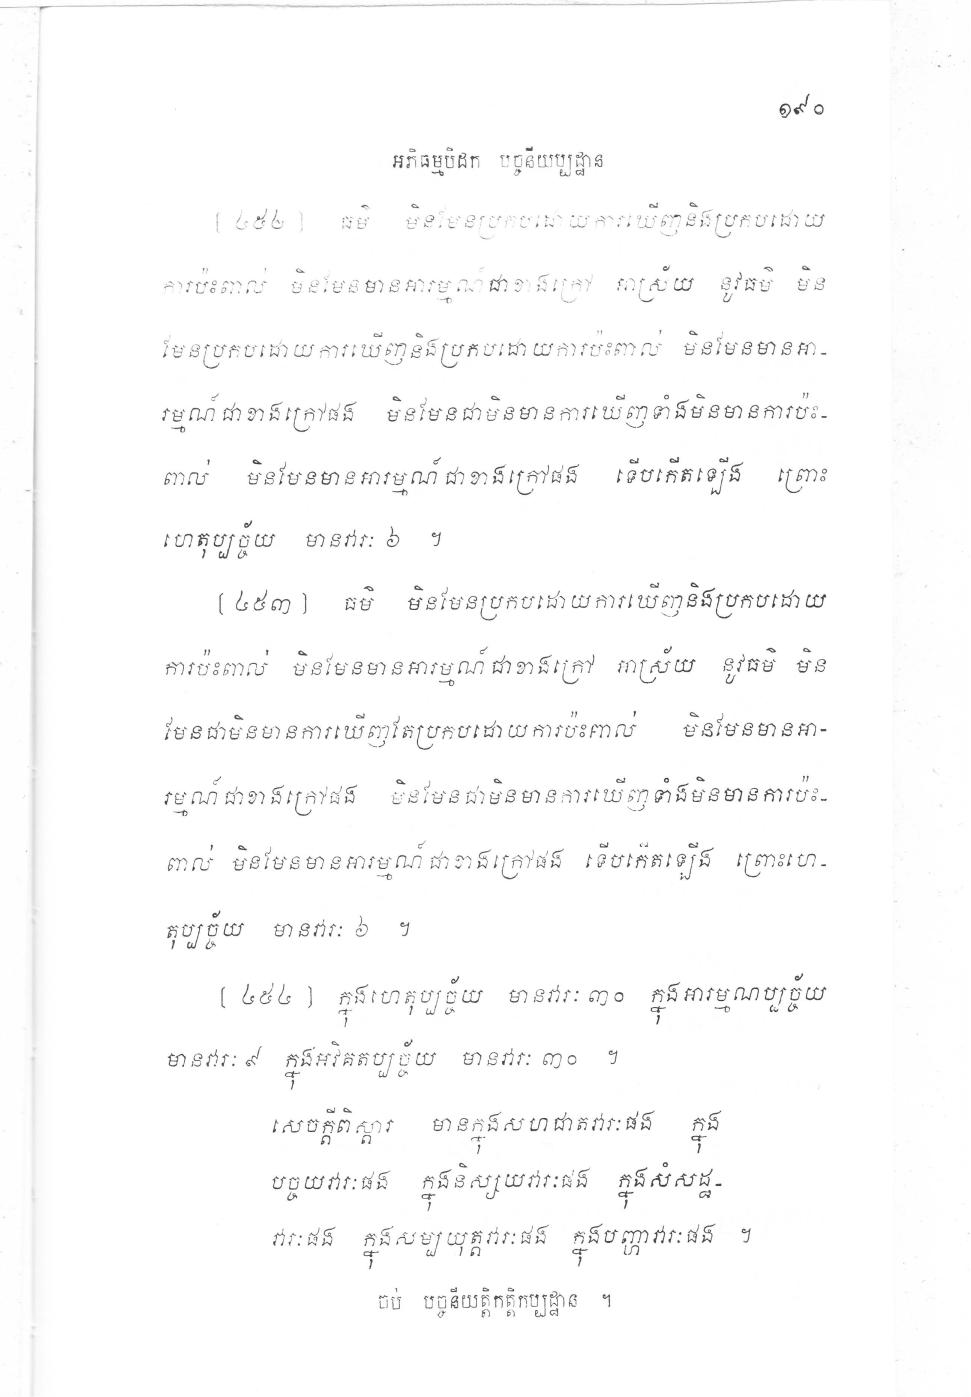 ១៩០
អភិធម្មបិដក បច្ចនីយប្បដ្ឋាន
[ ៤៥៤ ] ធម៌ មិនមែនប្រកបដោយការឃើញនិងប្រកបដោយ
ការប៉ះពាល់ មិនមែនមានអារម្មណ៍ជាខាងក្រៅ អាស្រ័យ នូវធម៌ មិន
មែនប្រកបដោយការឃើញនិងប្រកបដោយការប៉ះពាល់ មិនមែនមានអា-
រម្មណ៍ជាខាងក្រៅផង មិនមែនជាមិនមានការឃើញទាំងមិនមានការប៉ះ-
ពាល់ មិនមែនមានអារម្មណ៍ជាខាងក្រៅផង ទើបកើតឡើង ព្រោះ
ហេតុប្បច្ច័យ មានវារៈ ៦ ។
[ ៤៥៣ ] ធម៌ មិនមែនប្រកបដោយការឃើញនិងប្រកបដោយ
ការប៉ះពាល់ មិនមែនមានអារម្មណ៍ជាខាងក្រៅ អាស្រ័យ នូវធម៌ មិន
មែនជាមិនមានការឃើញតែប្រកបដោយការប៉ះពាល់ មិនមែនមានអា-
រម្មណ៍ជាខាងក្រៅផង មិនមែនជាមិនមានការឃើញទាំងមិនមានការប៉ះ-
ពាល់ មិនមែនមានអារម្មណ៍ជាខាងក្រៅផង ទើបកើតឡើង ព្រោះហេ-
តុប្បច្ច័យ មានវារៈ ៦ ។
[ ៤៥៤ ] ក្នុងហេតុប្បច្ច័យ មានវារៈ ៣០ ក្នុងអារម្មណប្បច្ច័យ
មានវារៈ ៩ ក្នុងអវិគតប្បច្ច័យ មានវារៈ ៣០ ។
សេចក្តីពិស្តារ មានក្នុងសហជាតវារៈផង ក្នុង
បច្ចយវារៈផង ក្នុងនិស្សយវារៈផង ក្នុងសំសដ្ឋ-
វារៈផង ក្នុងសម្បយុត្តវារៈផង ក្នុងបញ្ហាវារៈផង ។
ចប់ បច្ចនីយត្តិកត្តិកប្បដ្ឋាន ។